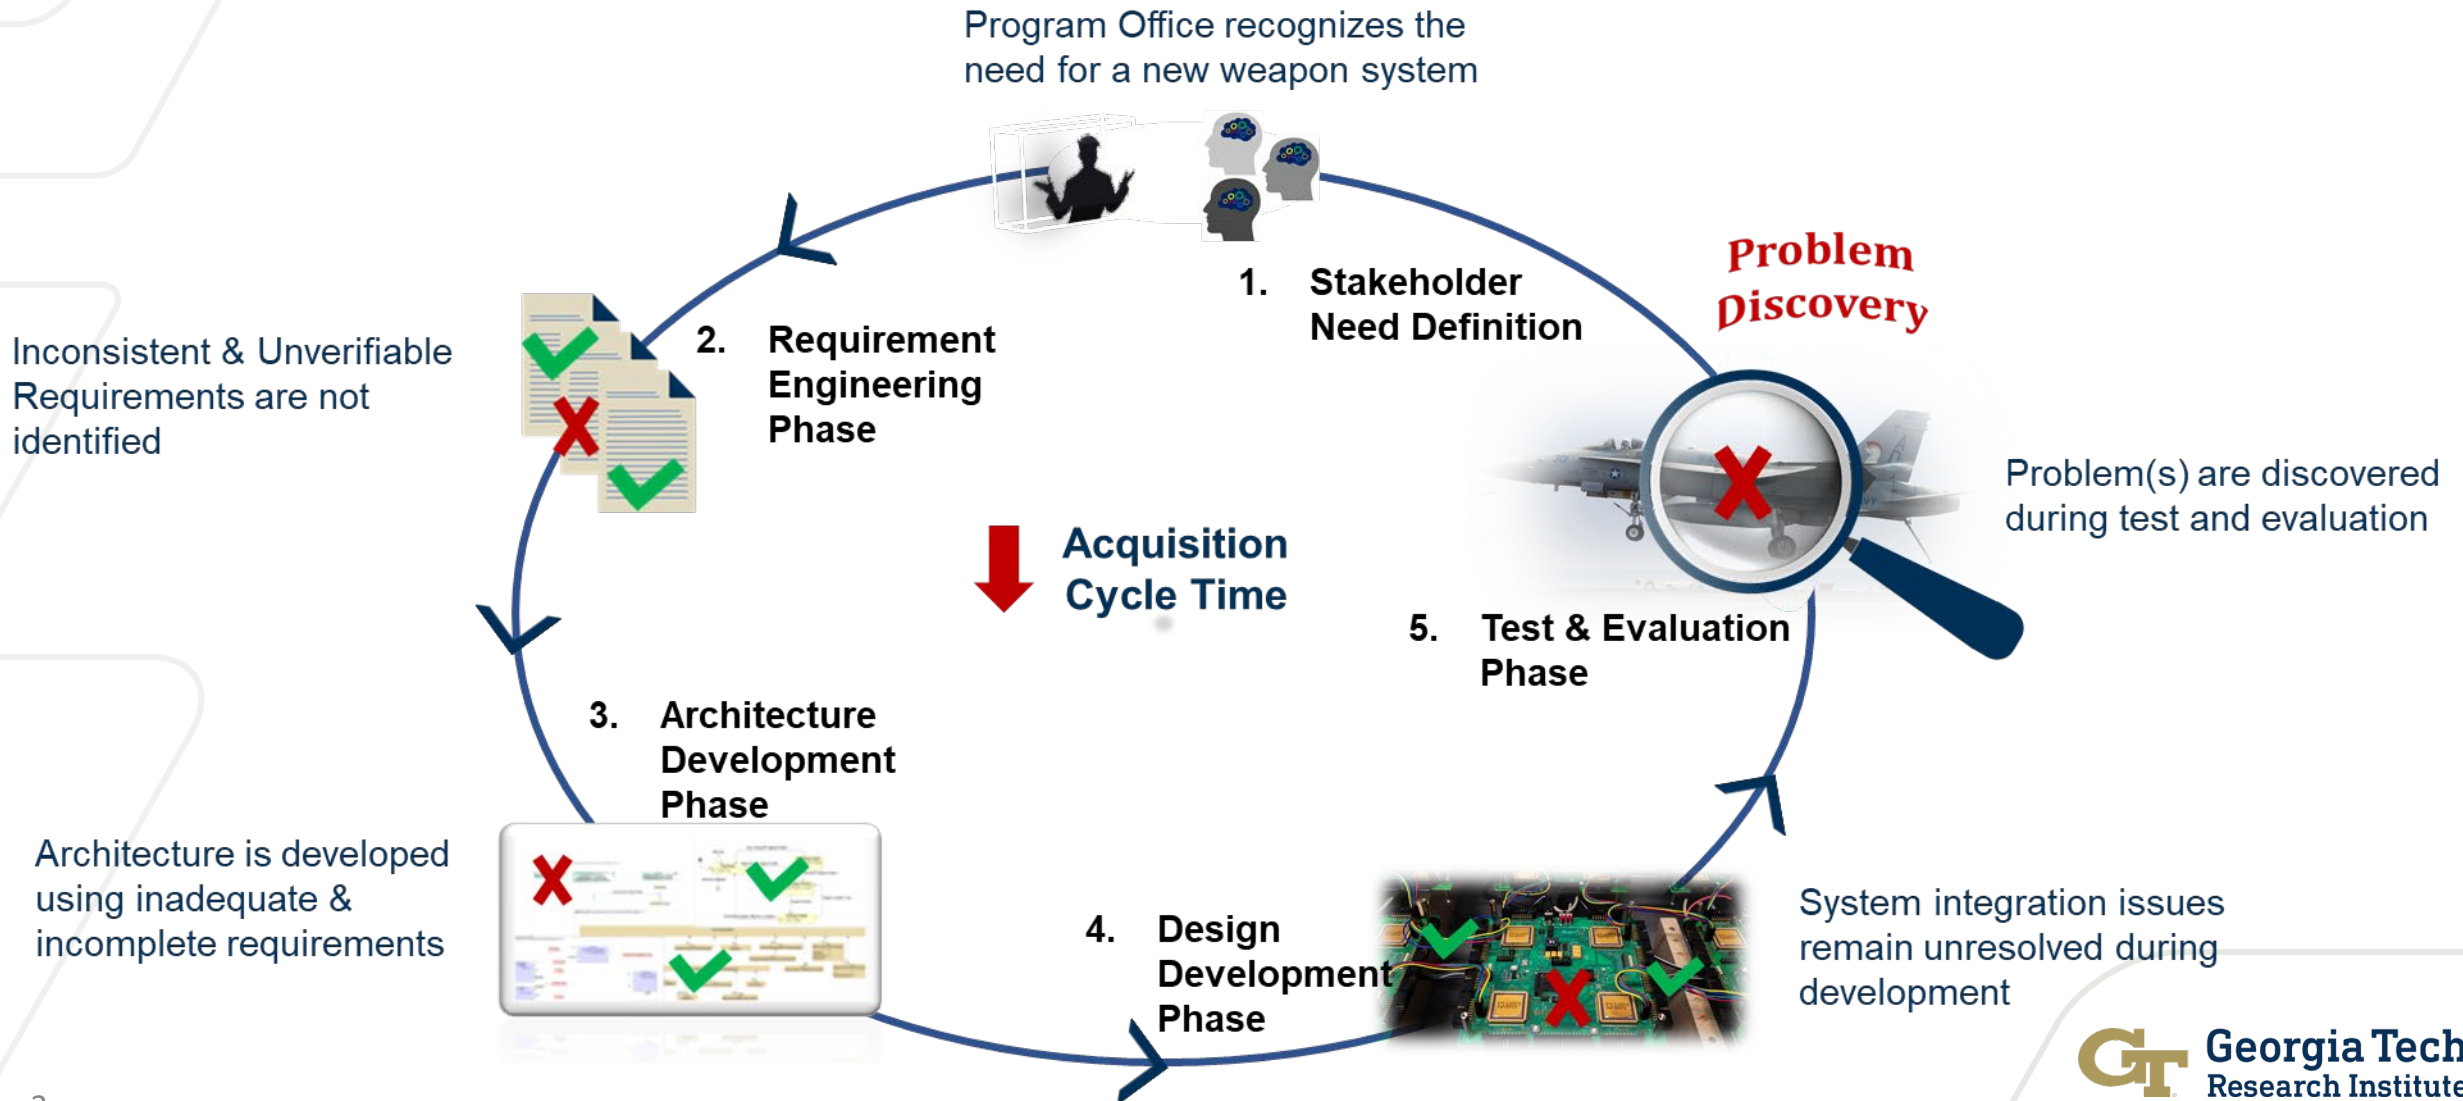 Program Office recognizes the
need for a new weapon system
1. Stakeholder
Need Definition
Problem
Discovery
2. Requirement
Engineering
Phase
Inconsistent & Unverifiable
Requirements are not
identified
Acquisition
Cycle Time
Problem(s) are discovered
during test and evaluation
5. Test & Evaluation
Phase
3. Architecture
Development
Phase
Architecture is developed
using inadequate &
incomplete requirements
4. Design
Development
Phase
System integration issues
remain unresolved during
development
GT
Georgia Tech
Research Institute